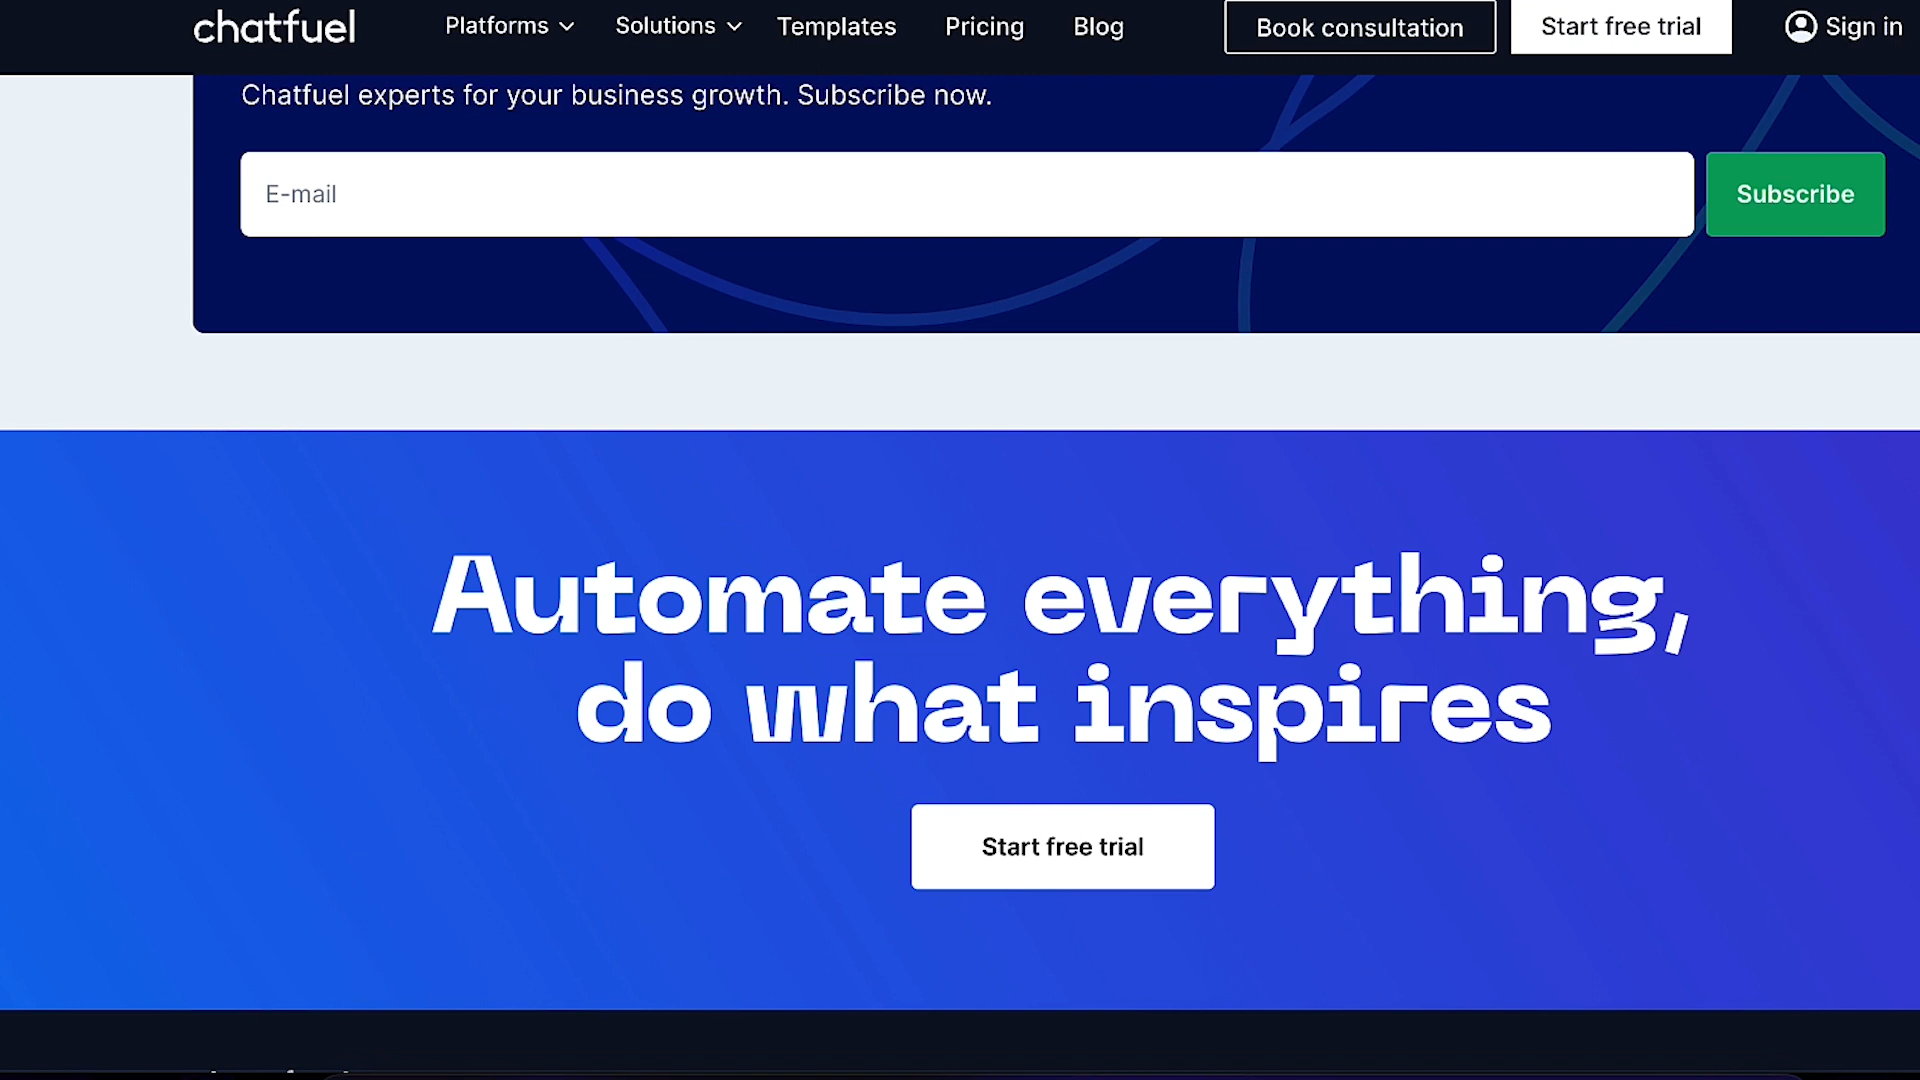 chatfuel
Platforms
Solutions
Templates
Pricing
Blog
Book consultation
Start free trial
Sign in
Chatfuel experts for your business growth. Subscribe now.
E-mail
Subscribe
Automate everything,
do what inspires
Start free trial